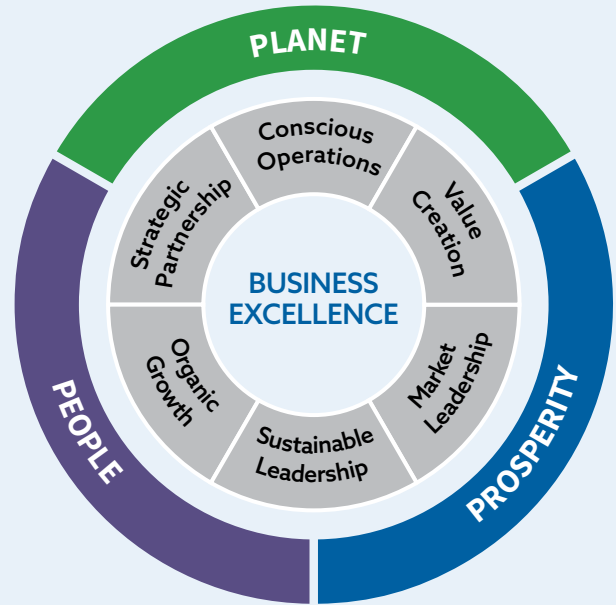 PLANET
Conscious
Operations
Strategic
Partnership
Value
Creation
BUSINESS
EXCELLENCE
Organic
Growth
Market
Leadership
Sustainable
Leadership
PEOPLE
PROSPERITY